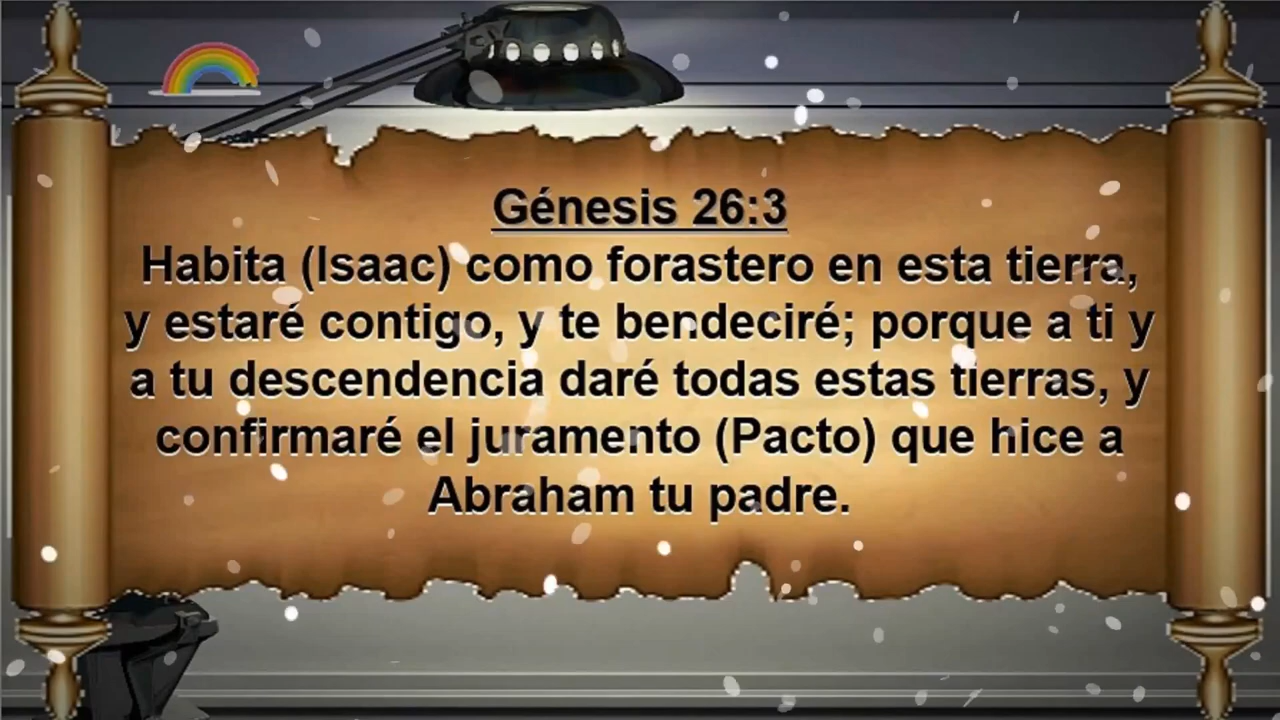 Génesis 26:3
Habita (Isaac) como forastero en esta tierra,
y estaré contigo, y te bendeciré; porque a ti y
a tu descendencia daré todas estas tierras, y
confirmaré el juramento (Pacto) que hice a
Abraham tu padre.